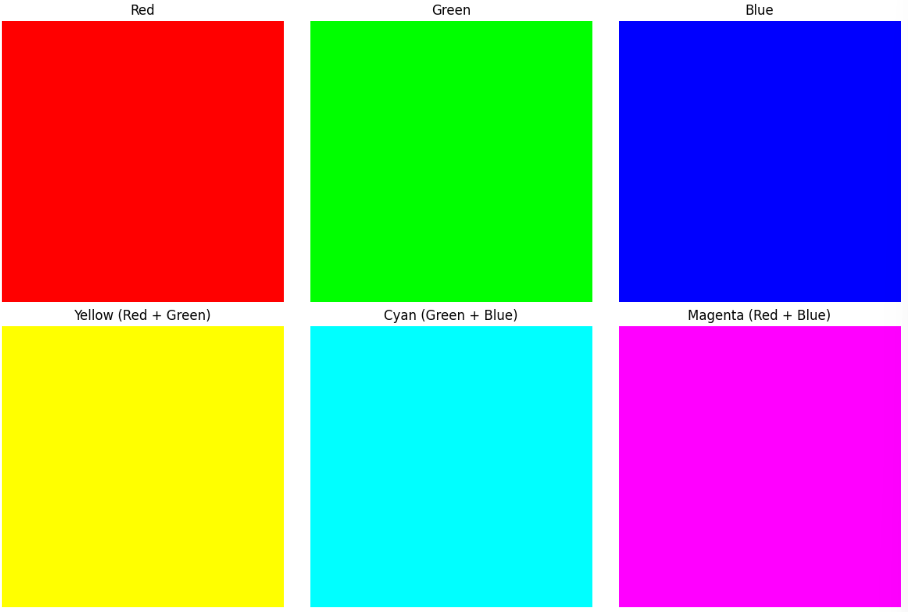 Red
Green
Blue
Yellow (Red + Green)
Cyan (Green + Blue)
Magenta (Red + Blue)